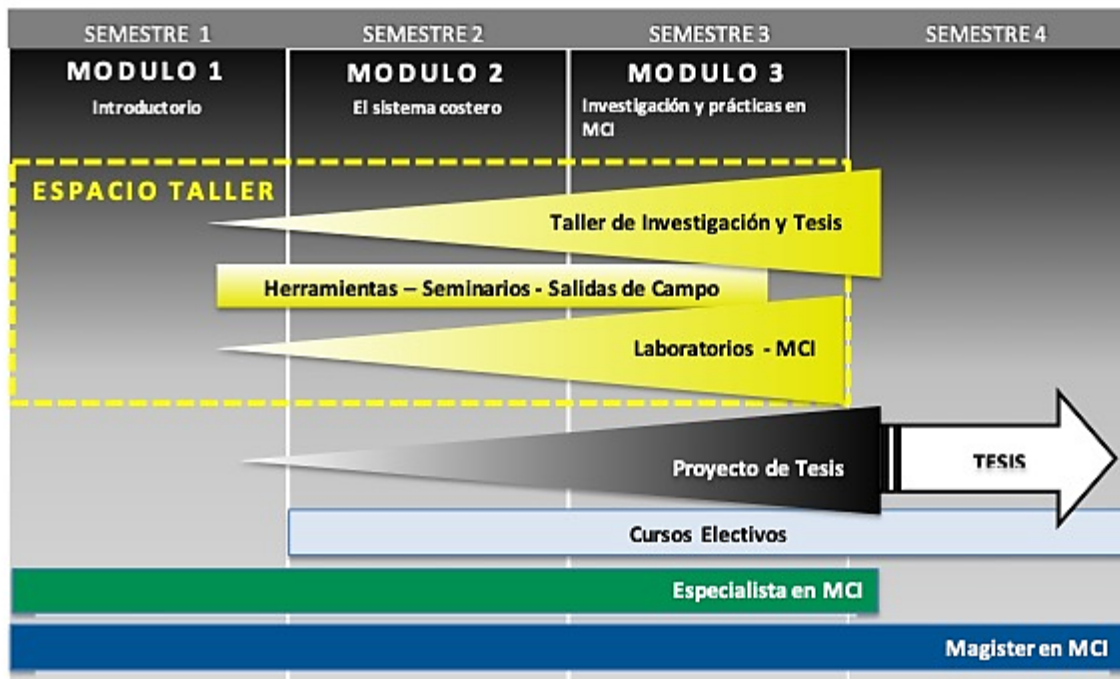 SEMESTRE 1
SEMESTRE 2
SEMESTRE 3
SEMESTRE 4
MODULO 1
Introductorio
MODULO 2
El sistema costero
MODULO 3
Investigación y prácticas en
MCI
ESPACIO TALLER
Taller de Investigación y Tesis
Herramientas – Seminarios - Salidas de Campo
Laboratorios - MCI
Proyecto de Tesis
TESIS
Cursos Electivos
Especialista en MCI
Magister en MCI